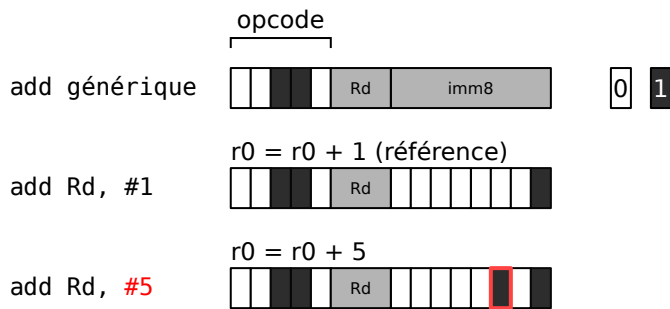 opcode
add générique Rd imm8 0 1
r0 = r0 + 1 (référence)
add Rd, #1 Rd
r0 = r0 + 5
add Rd, #5 Rd